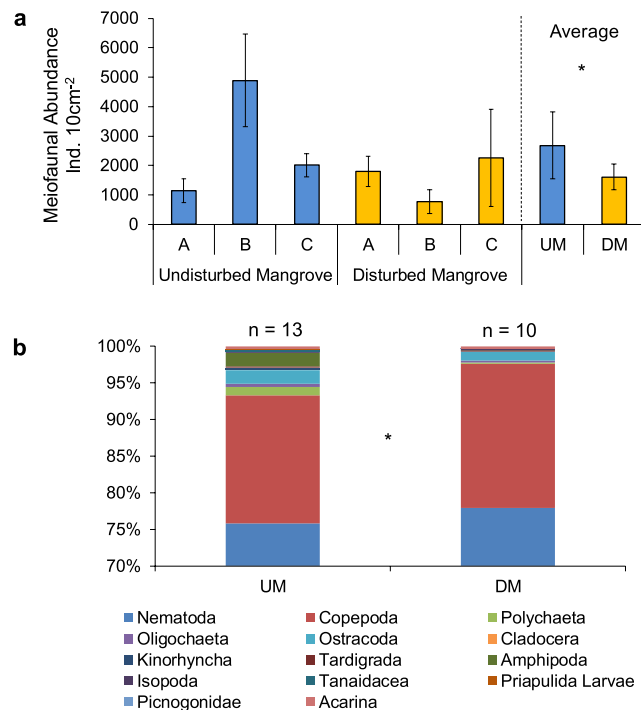 a
Meiofaunal Abundance
Ind. 10cm-2
7000
6000
5000
4000
3000
2000
1000
0
Average
*
A B C A B C UM DM
Undisturbed Mangrove Disturbed Mangrove
b
n = 13 n = 10
100%
95%
90%
85%
80%
75%
70%
*
UM DM
Nematoda Copepoda Polychaeta
Oligochaeta Ostracoda Cladocera
Kinorhyncha Tardigrada Amphipoda
Isopoda Tanaidacea Priapulida Larvae
Picnogonidae Acarina